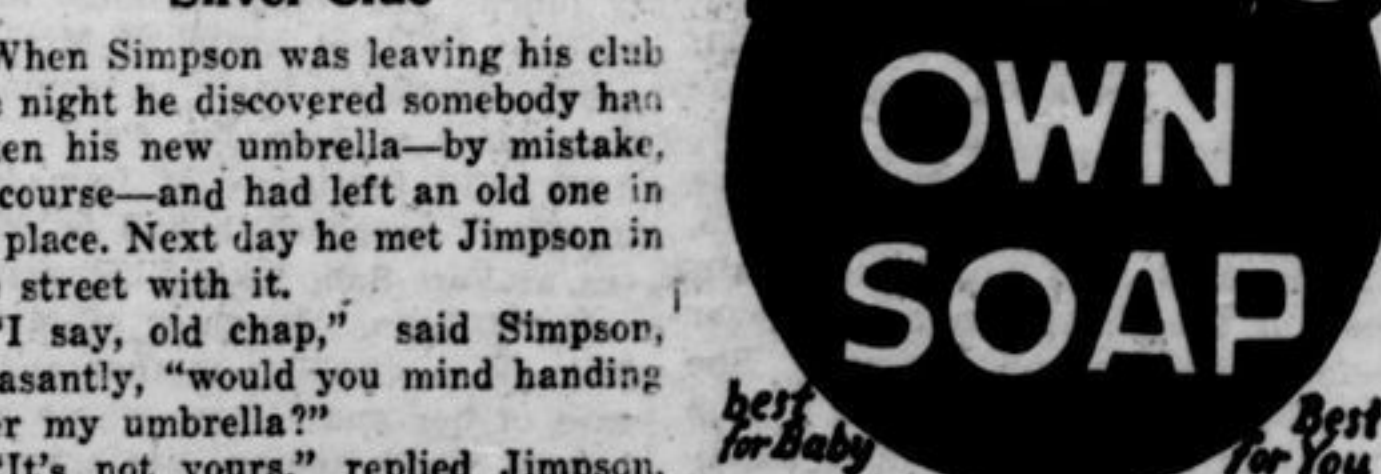 When Simpson was leaving his club
night he discovered somebody had
en his new umbrella—by mistake,
course—and had left an old one in
place. Next day he met Jimpson in
street with it.
"I say, old chap," said Simpson,
asantly, "would you mind handing
r my umbrella?"
"It's not yours," replied Jimpson.
OWN
SOAP
best
for Baby
Best
for You